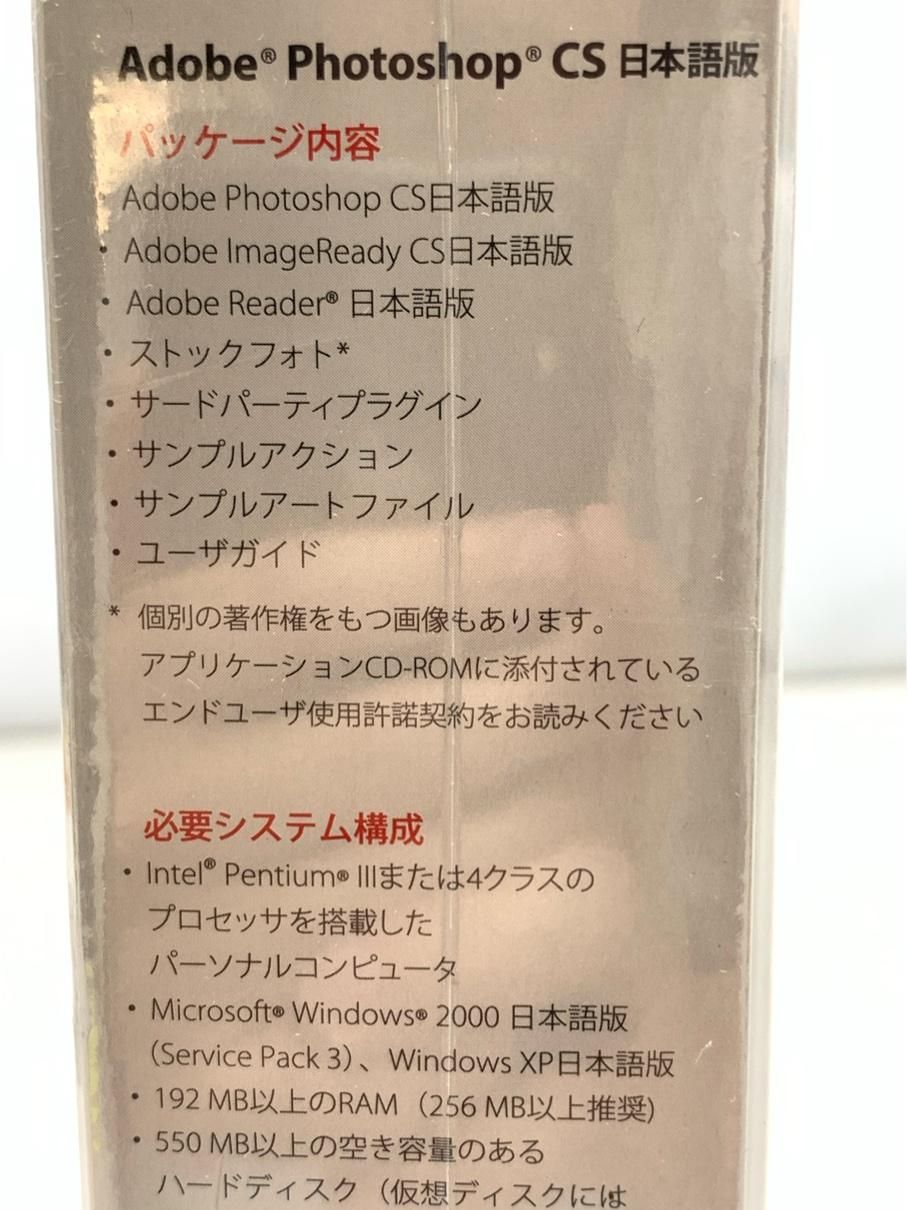 Adobe® Photoshop® CS 日本語版
パッケージ内容
Adobe Photoshop CS日本語版
・Adobe ImageReady CS日本語版
・Adobe Reader® 日本語版
・ストックフォト*
・サードパーティプラグイン
・サンプルアクション
・サンプルアートファイル
・ユーザガイド
* 個別の著作権をもつ画像もあります。
アプリケーションCD-ROMに添付されている
エンドユーザ使用許諾契約をお読みください
必要システム構成
・Intel® Pentium® IIIまたは4クラスの
プロセッサを搭載した
パーソナルコンピュータ
・Microsoft® Windows® 2000 日本語版
（Service Pack 3）、Windows XP日本語版
・192 MB以上のRAM（256 MB以上推奨）
・550 MB以上の空き容量のある
ハードディスク（仮想ディスクには